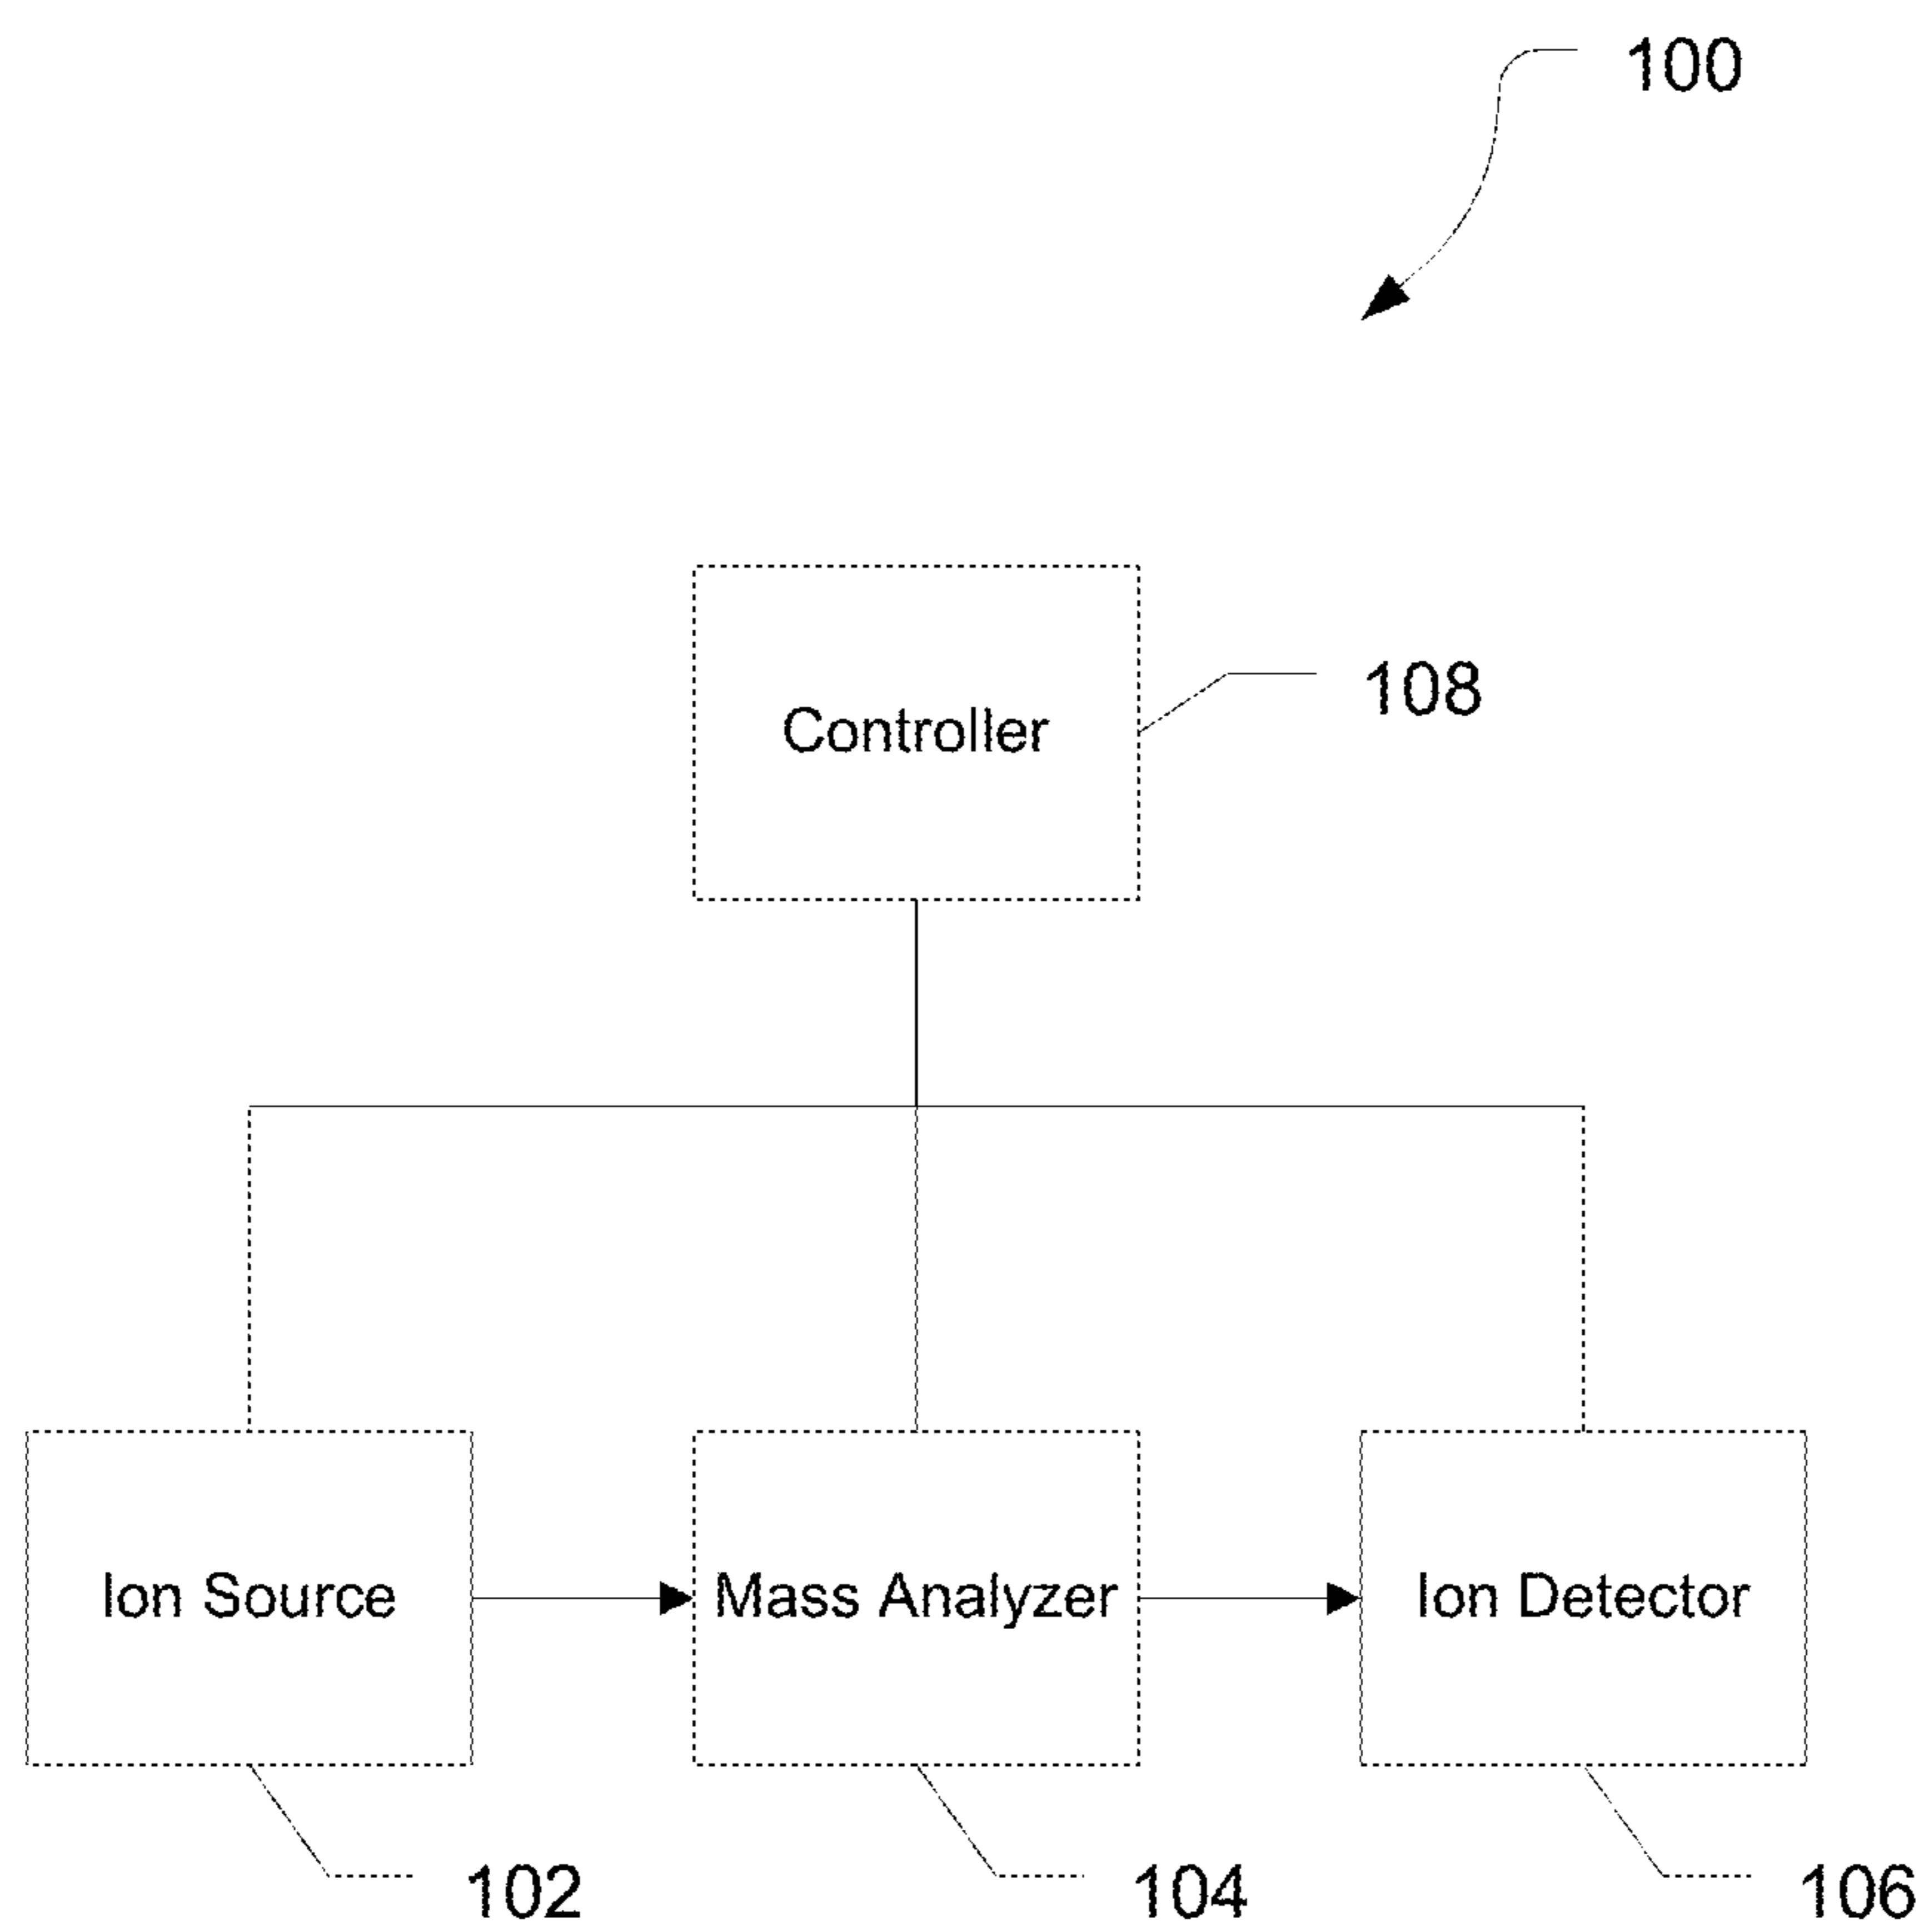 100
Controller
108
Ion Source
Mass Analyzer
Ion Detector
102
104
106